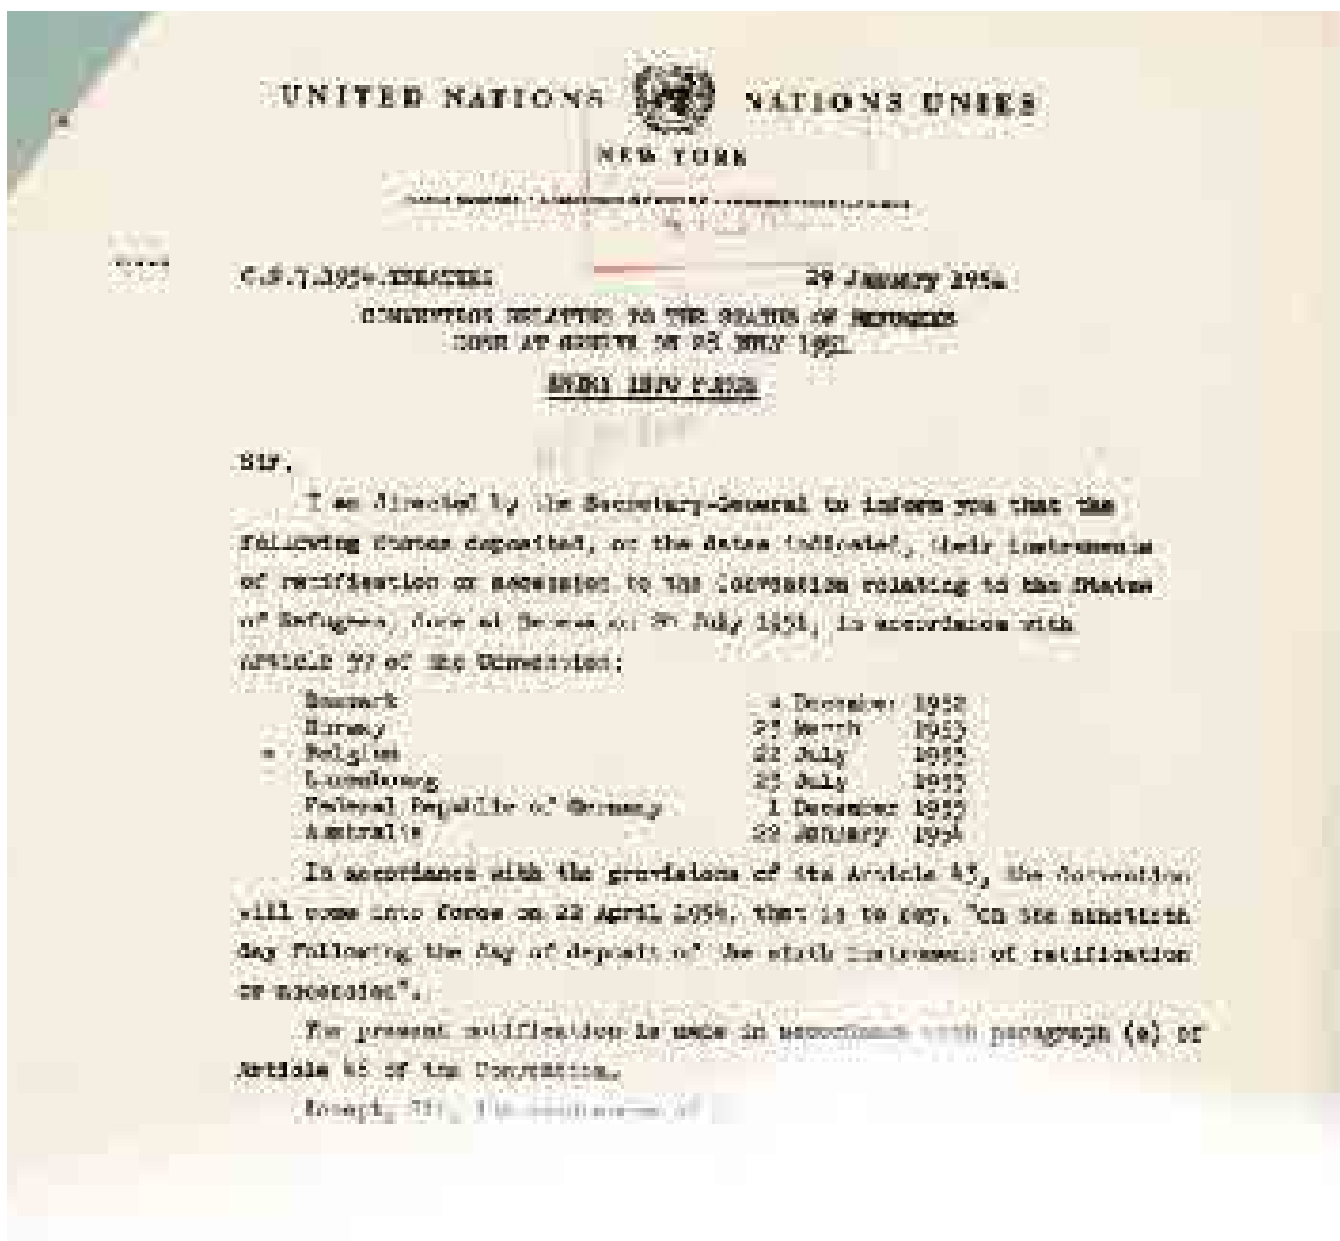 UNITED NATIONS NATIONS UNIES
NEW YORK
29 January 1954
CONVENTION RELATING TO THE STATUS OF REFUGEES
DONE AT GENEVA ON 28 JULY 1951
ENTRY INTO FORCE
Sir,
I am directed by the Secretary-General to inform you that the
following States deposited, on the dates indicated, their instruments
of ratification or accession to the Convention relating to the Status
of Refugees, done at Geneva on 28 July 1951, in accordance with
Article 39 of the Convention:
Denmark 4 December 1952
Norway 23 March 1953
Belgium 22 July 1953
Luxembourg 23 July 1953
Federal Republic of Germany 1 December 1953
Australia 22 January 1954
In accordance with the provisions of its Article 43, the Convention
will come into force on 22 April 1954, that is to say, "on the ninetieth
day following the day of deposit of the sixth instrument of ratification
or accession".
The present notification is made in accordance with paragraph (e) of
Article 46 of the Convention.
Accept, Sir, the assurances of